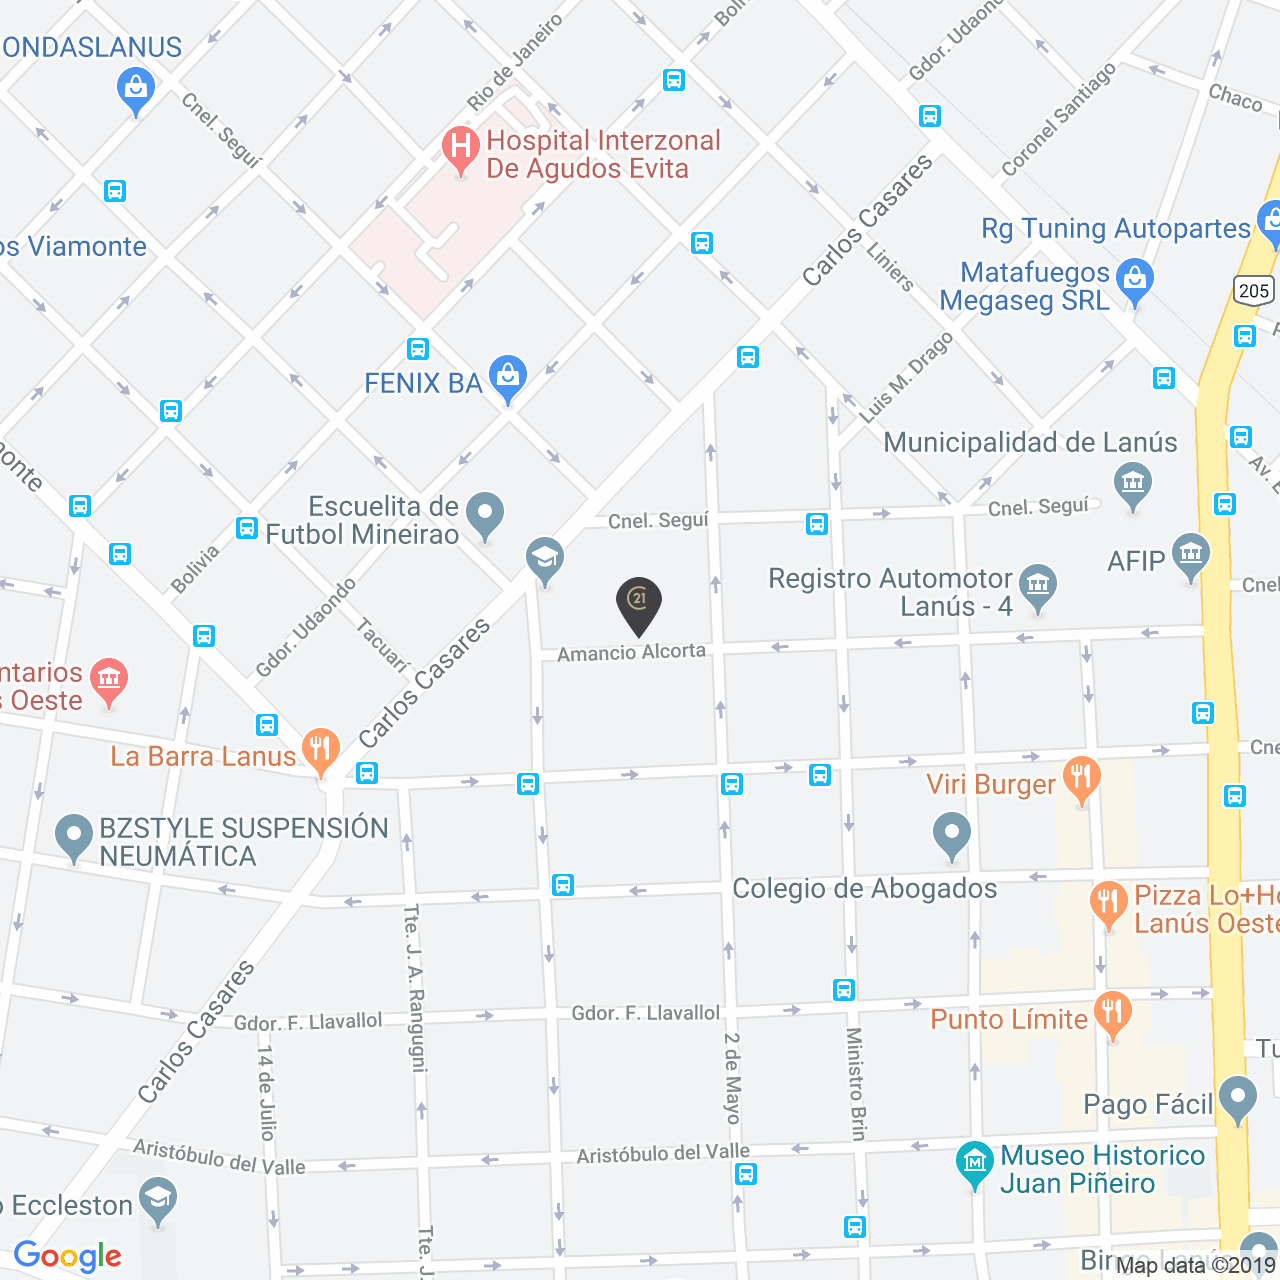 ONDASLANUS
Cnel. Seguí
Rio de Janeiro
Gdor. Udaondo
Coronel Santiago
Chaco
Hospital Interzonal
De Agudos Evita
Carlos Casares
Rg Tuning Autopartes
os Viamonte
Liniers
Matafuegos
Megaseg SRL
205
FENIX BA
Luis M. Drago
Municipalidad de Lanús
monte
Escuelita de
Futbol Mineirao
Cnel. Seguí
Cnel. Seguí
AFIP
Registro Automotor
Lanús - 4
Cnel
Bolivia
Gdor. Udaondo
Tacuarí
21
Amancio Alcorta
Carlos Casares
ntarios
s Oeste
La Barra Lanus
Cne
Viri Burger
BZSTYLE SUSPENSIÓN
NEUMÁTICA
Colegio de Abogados
Pizza Lo+Ho
Lanús Oeste
Tte. J. A. Rangugni
Carlos Casares
Gdor. F. Llavallol
Gdor. F. Llavallol
Punto Límite
14 de Julio
2 de Mayo
Ministro Brin
Tu
Pago Fácil
Aristóbulo del Valle
Aristóbulo del Valle
Museo Historico
Juan Piñeiro
o Eccleston
Tte. J.
Google
Bingo Lanús
Map data ©2019